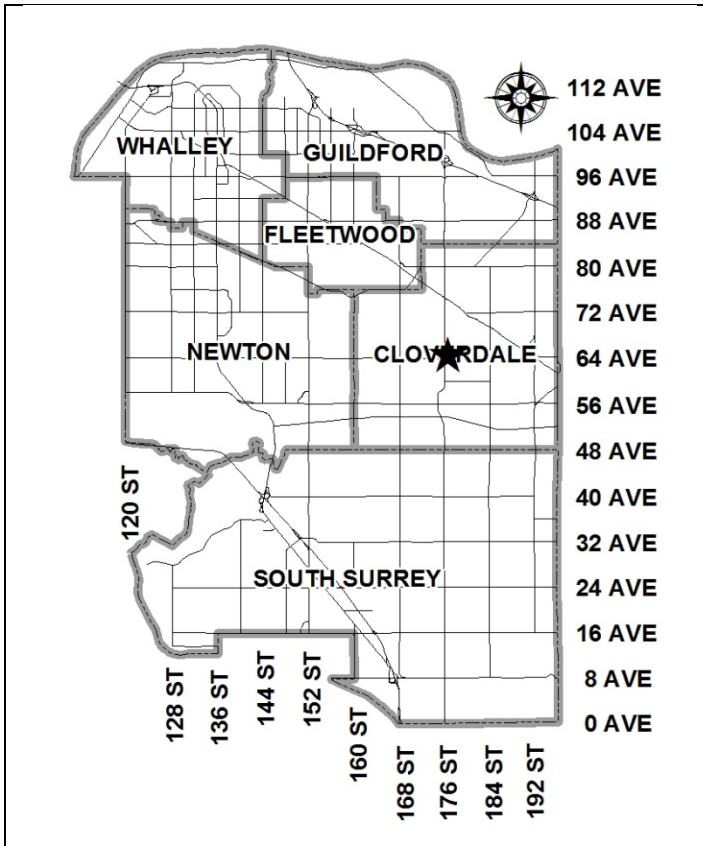 112 AVE
104 AVE
WHALLEY
GUILDFORD
96 AVE
88 AVE
FLEETWOOD
80 AVE
72 AVE
NEWTON
CLOVERDALE
64 AVE
56 AVE
48 AVE
120 ST
40 AVE
32 AVE
SOUTH SURREY
24 AVE
16 AVE
8 AVE
0 AVE
128 ST
136 ST
144 ST
152 ST
160 ST
168 ST
176 ST
184 ST
192 ST